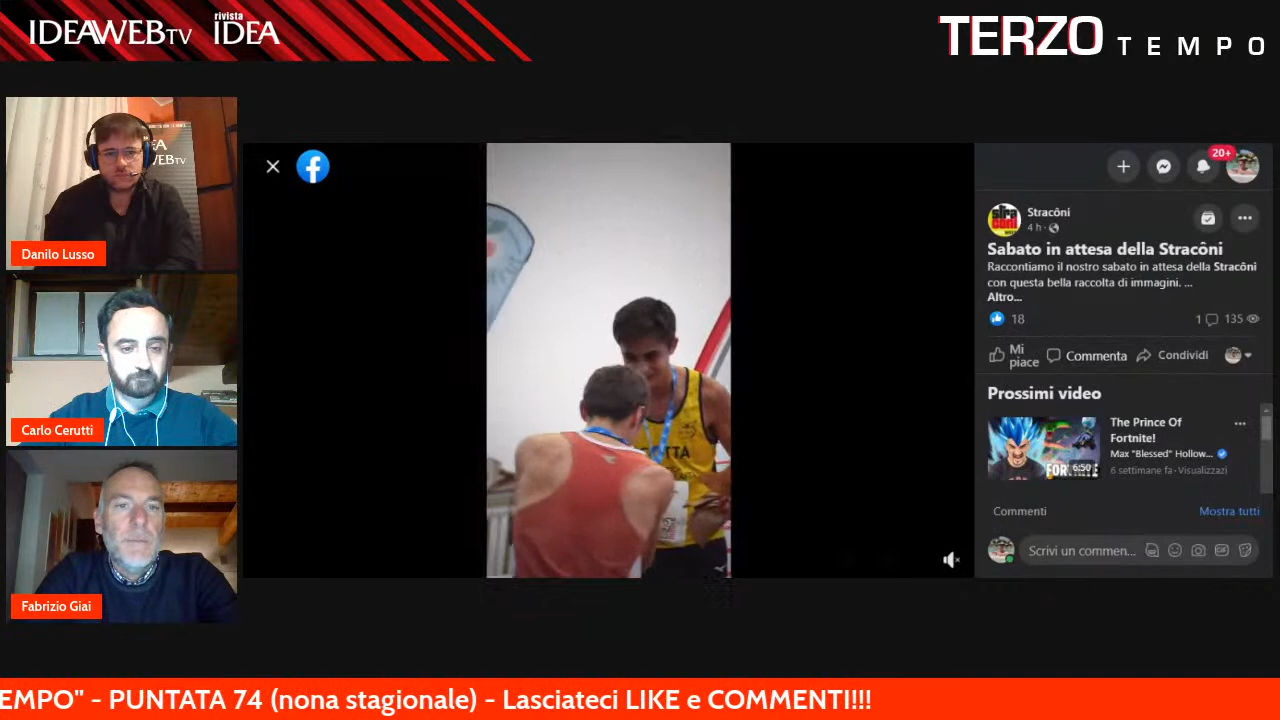 IDEAWEBTV
rivista
IDEA
TERZO TEMPO
Danilo Lusso
Carlo Cerutti
Fabrizio Giai
20+
Stracôni
4 h
Sabato in attesa della Stracôni
Raccontiamo il nostro sabato in attesa della Stracôni
con questa bella raccolta di immagini. ...
Altro...
18
1
135
Mi piace
Commenta
Condividi
Prossimi video
The Prince Of
Fortnite!
Max "Blessed" Hollow...
6 settimane fa · Visualizzazi
6:50
Commenti
Mostra tutti
Scrivi un commen...
EMPO" - PUNTATA 74 (nona stagionale) - Lasciateci LIKE e COMMENTI!!!